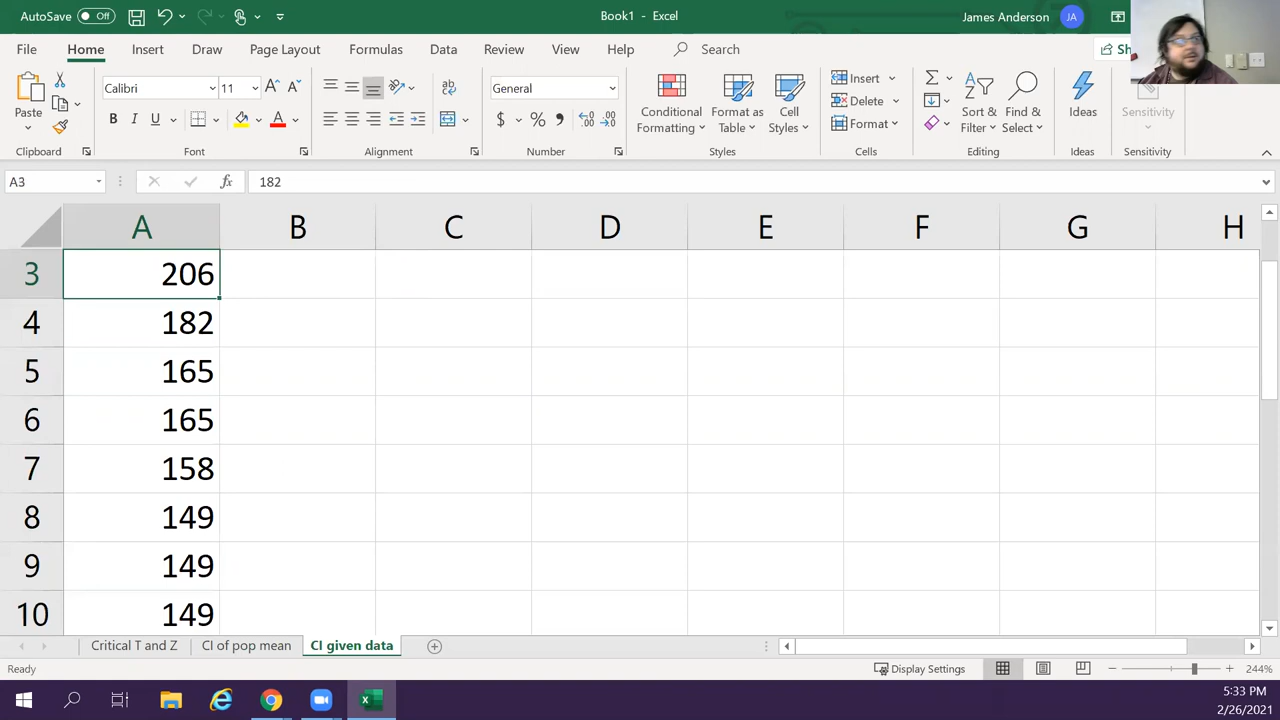 AutoSave Off Book1 - Excel James Anderson JA
File Home Insert Draw Page Layout Formulas Data Review View Help Search Sh
Paste Calibri 11 General Conditional Formatting Format as Table Cell Styles Insert Delete Format Sort & Filter Find & Select Ideas Sensitivity
Clipboard Font Alignment Number Styles Cells Editing Ideas Sensitivity
A3 fx 182
A B C D E F G H
3 206
4 182
5 165
6 165
7 158
8 149
9 149
10 149
Critical T and Z CI of pop mean CI given data
Ready Display Settings 244%
5:33 PM
2/26/2021